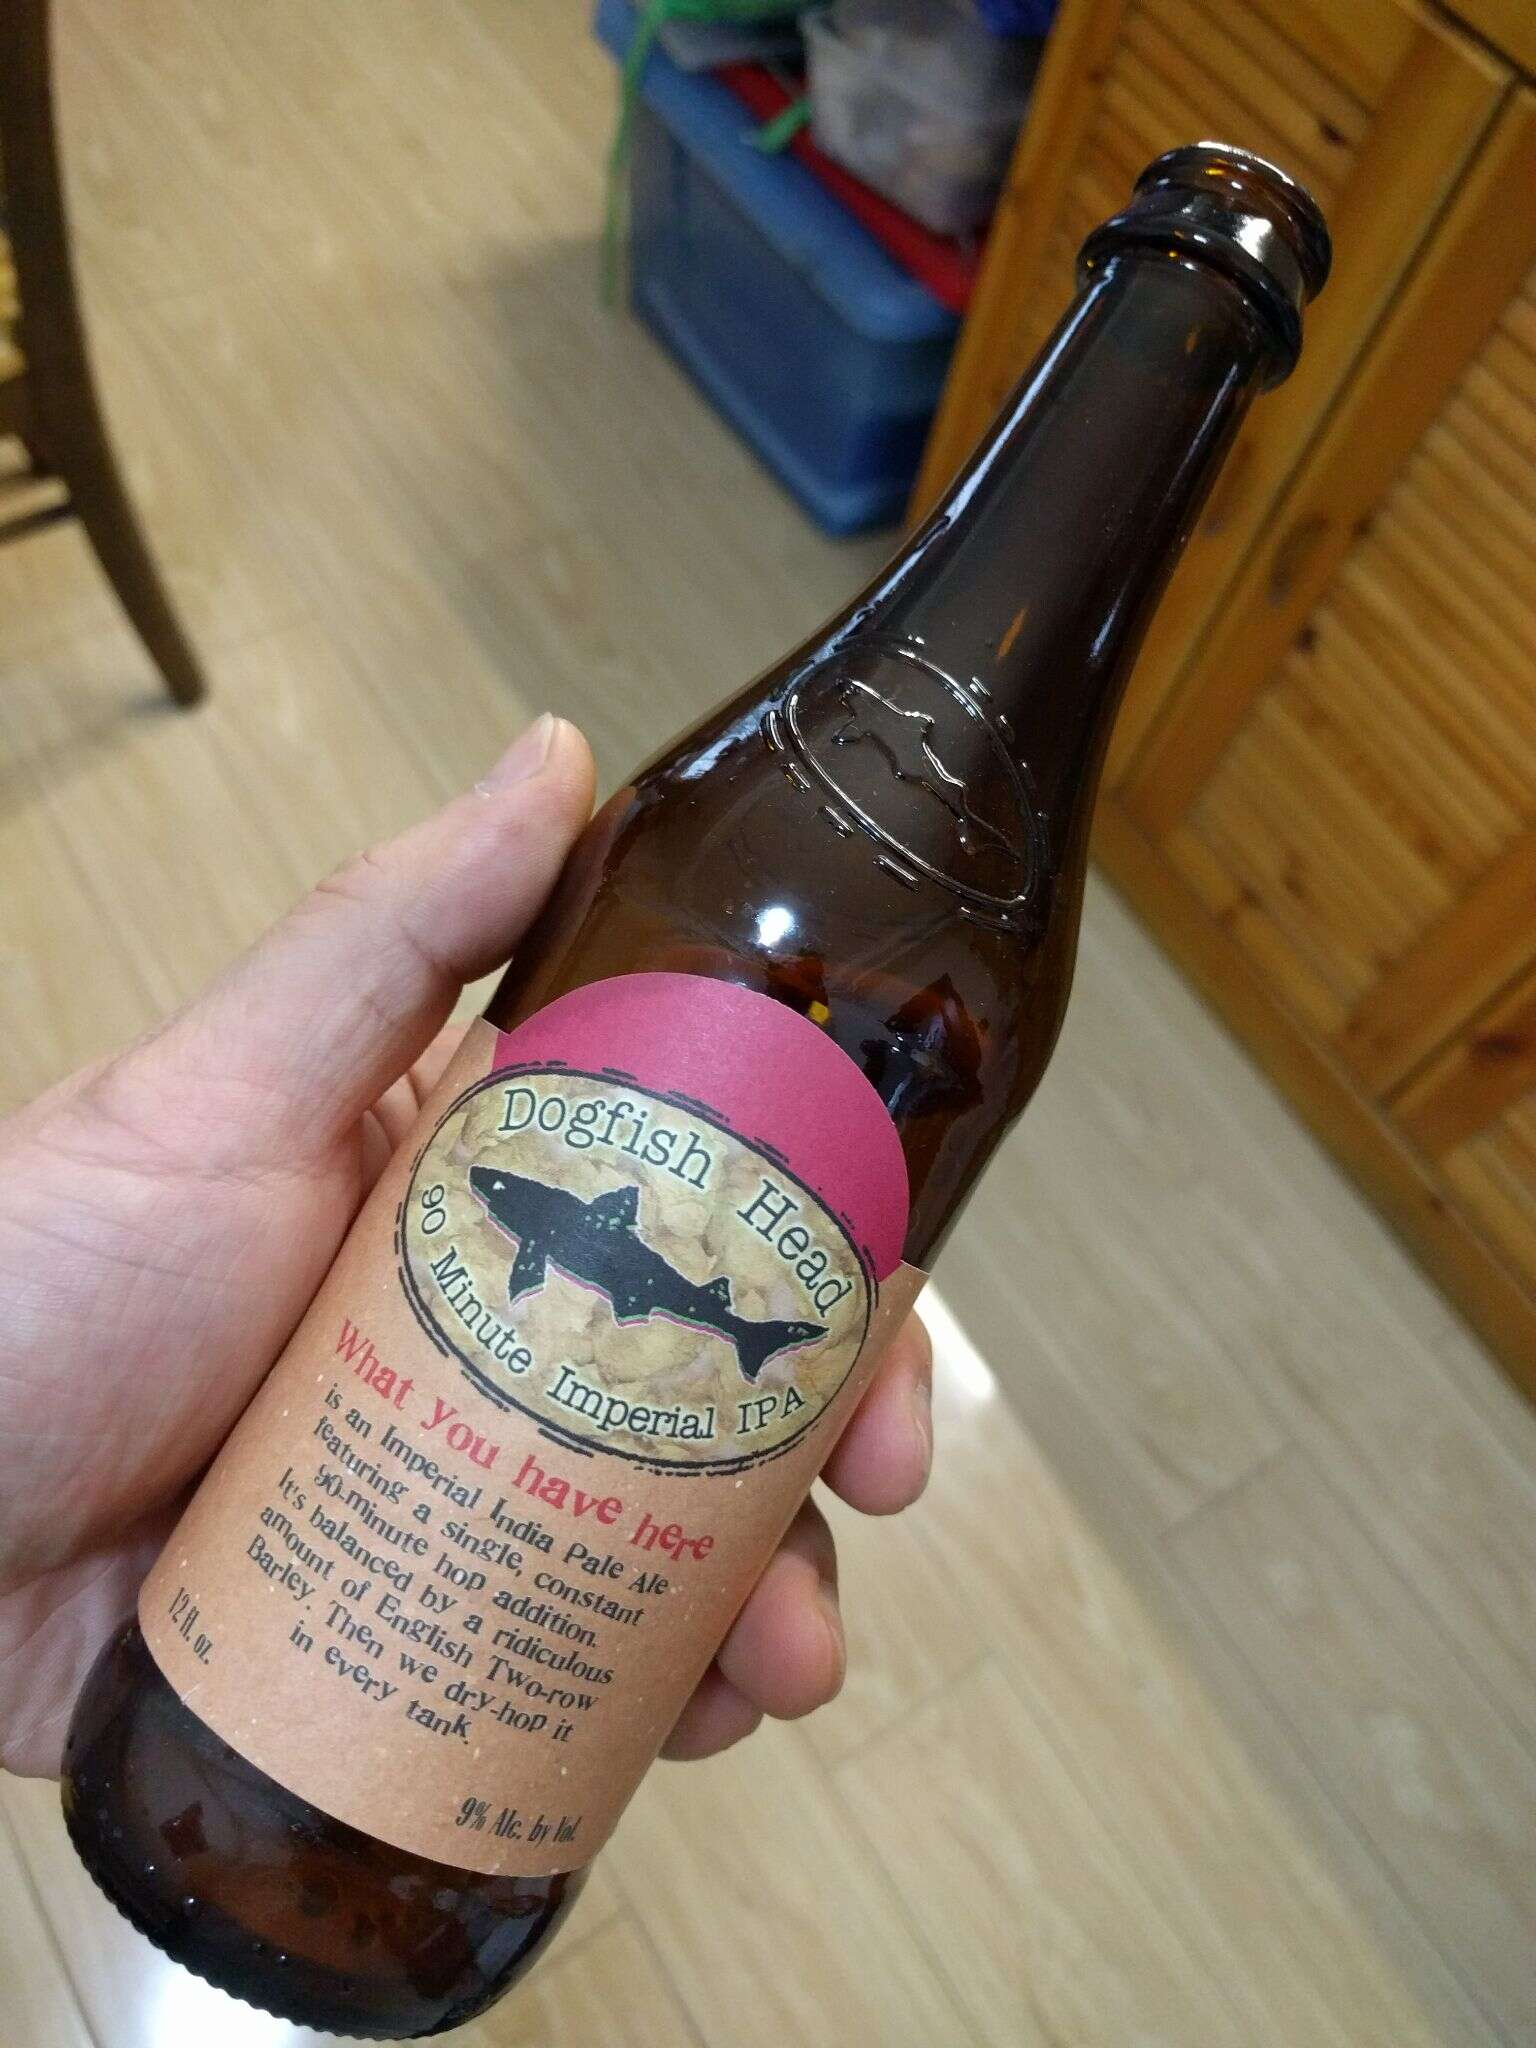 Dogfish Head
90 Minute Imperial IPA
What you have here
is an Imperial India Pale Ale
featuring a single, constant
90-minute hop addition.
It's balanced by a ridiculous
amount of English Two-row
Barley. Then we dry-hop it
in every tank.
12 fl. oz.
9% Alc. by Vol.